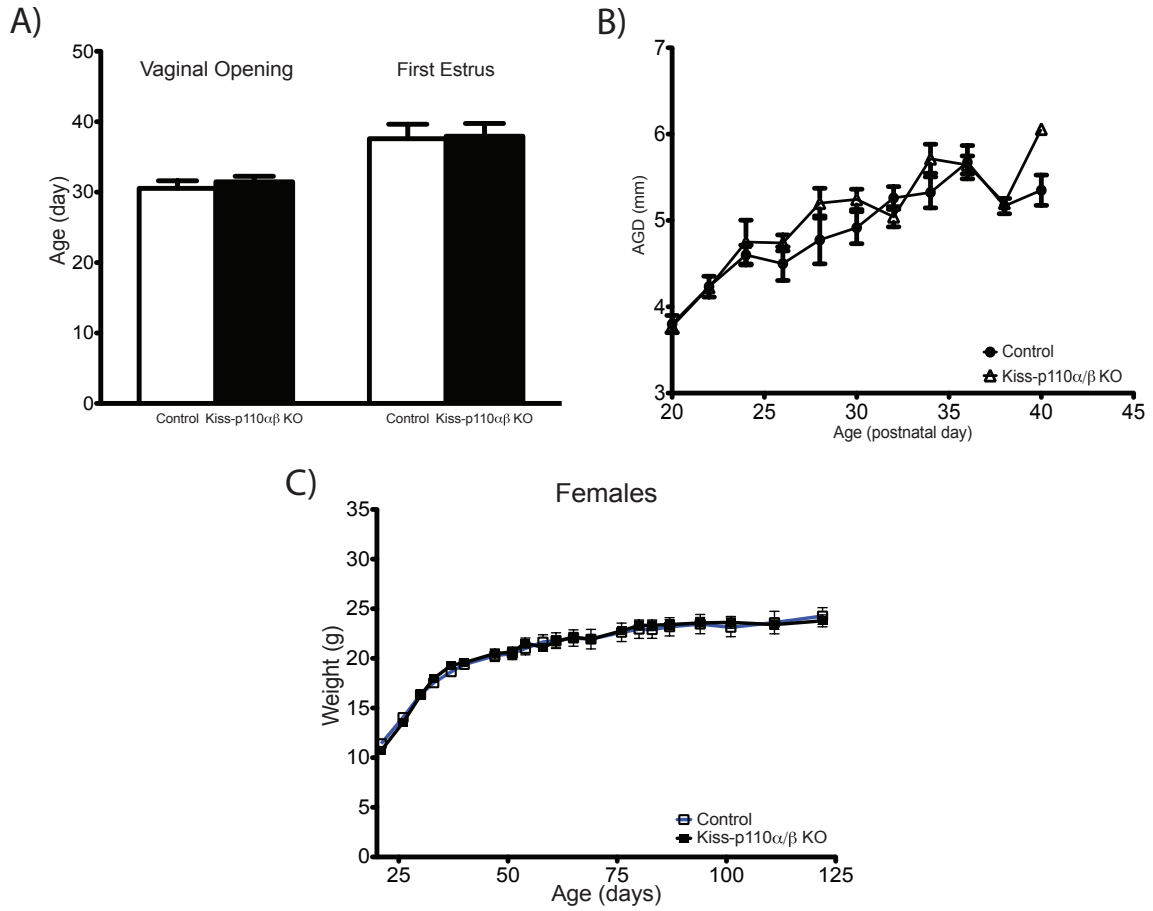 A)
50
40
30
20
10
0
Age (day)
Vaginal Opening
First Estrus
Control Kiss-p110αβ KO
Control Kiss-p110αβ KO
B)
7
6
5
4
3
AGD (mm)
20 25 30 35 40 45
Age (postnatal day)
Control
Kiss-p110α/β KO
C)
Females
35
30
25
20
15
10
5
0
Weight (g)
25 50 75 100 125
Age (days)
Control
Kiss-p110α/β KO